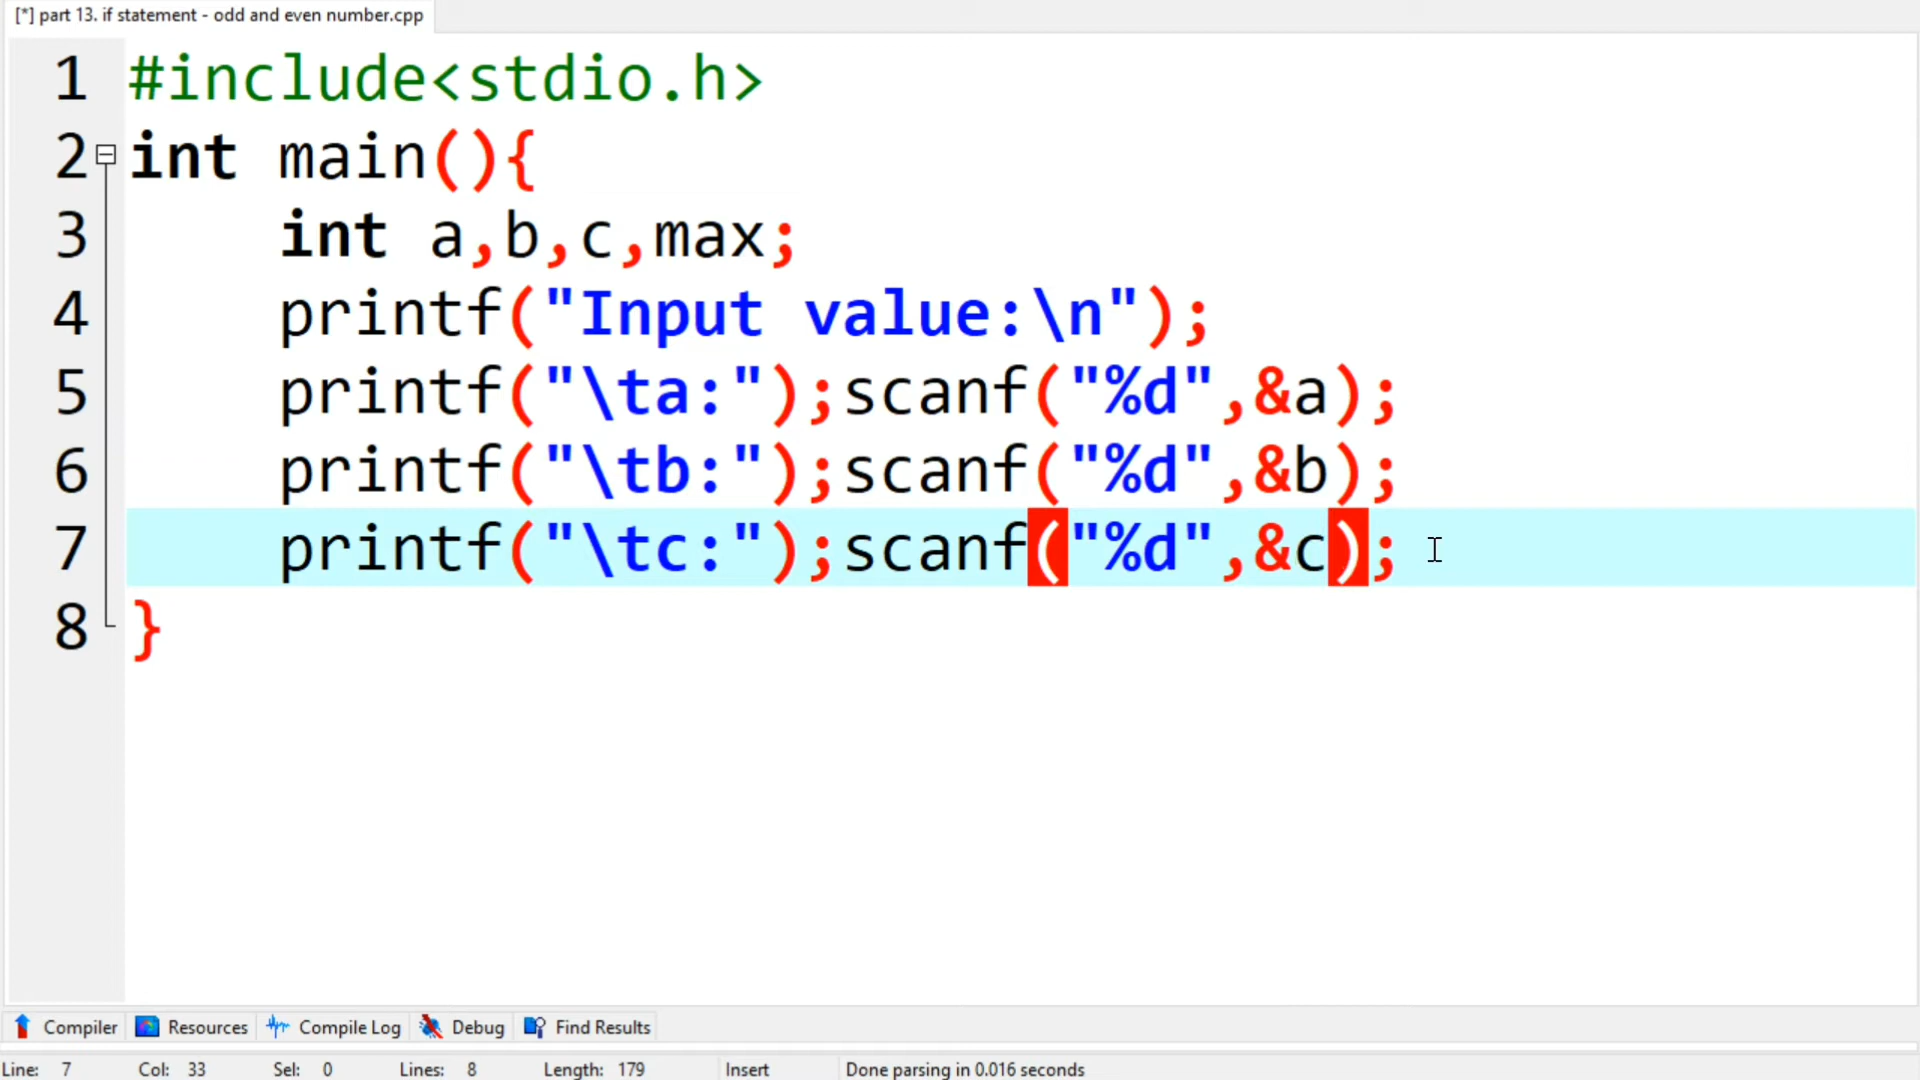 [*] part 13. if statement - odd and even number.cpp
1 #include<stdio.h>
2 int main(){
3 int a,b,c,max;
4 printf("Input value:\n");
5 printf("\ta:");scanf("%d",&a);
6 printf("\tb:");scanf("%d",&b);
7 printf("\tc:");scanf("%d",&c);
8 }
Compiler Resources Compile Log Debug Find Results
Line: 7 Col: 33 Sel: 0 Lines: 8 Length: 179 Insert Done parsing in 0.016 seconds